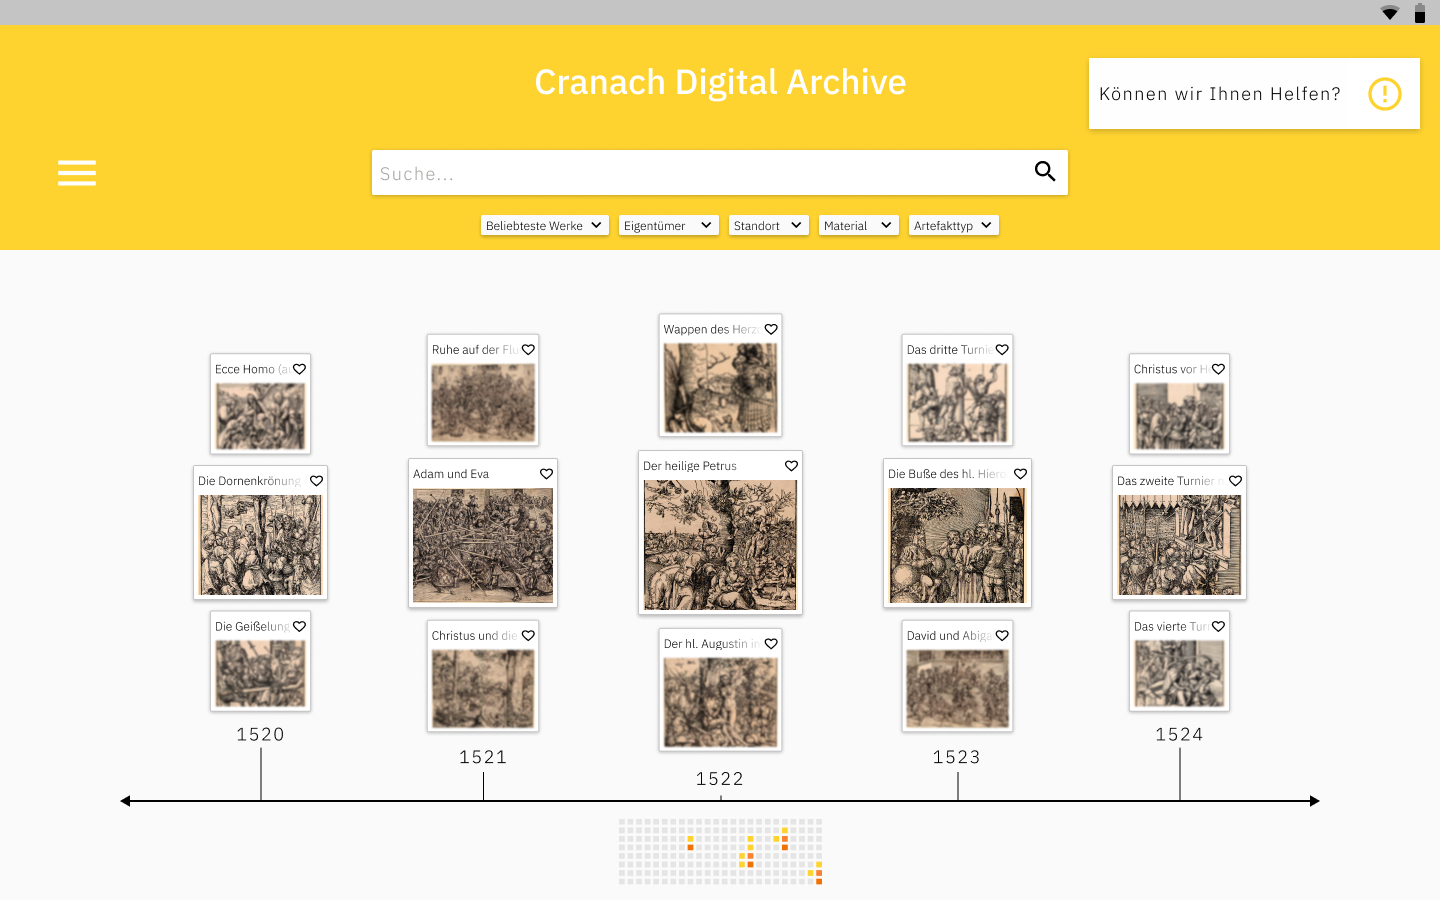 Cranach Digital Archive
Können wir Ihnen Helfen?
Suche...
Beliebteste Werke
Eigentümer
Standort
Material
Artefakttyp
Wappen des Herz
Ruhe auf der Flu
Das dritte Turnie
Ecce Homo (al
Christus vor H
Der heilige Petrus
Adam und Eva
Die Buße des hl. Hiero
Die Dornenkrönung
Das zweite Turnier
Die Geißelung
Christus und die
Der hl. Augustin in
David und Abiga
Das vierte Turn
1520
1521
1522
1523
1524